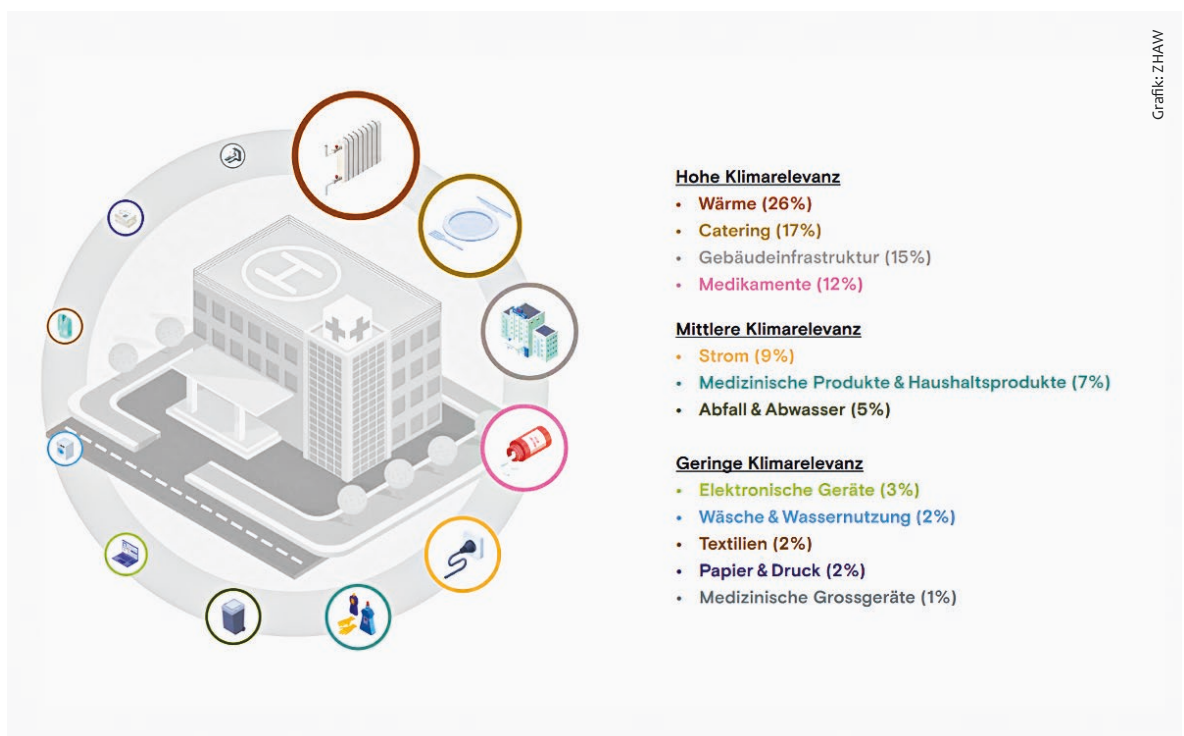 Grafik: ZHAW
Hohe Klimarelevanz
• Wärme (26%)
• Catering (17%)
• Gebäudeinfrastruktur (15%)
• Medikamente (12%)
Mittlere Klimarelevanz
• Strom (9%)
• Medizinische Produkte & Haushaltsprodukte (7%)
• Abfall & Abwasser (5%)
Geringe Klimarelevanz
• Elektronische Geräte (3%)
• Wäsche & Wassernutzung (2%)
• Textilien (2%)
• Papier & Druck (2%)
• Medizinische Grossgeräte (1%)
H